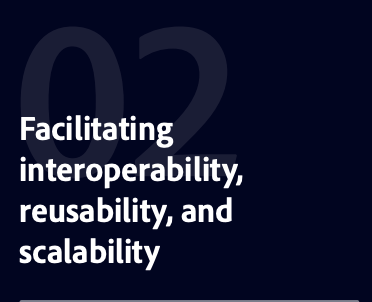 02
Facilitating
interoperability,
reusability, and
scalability